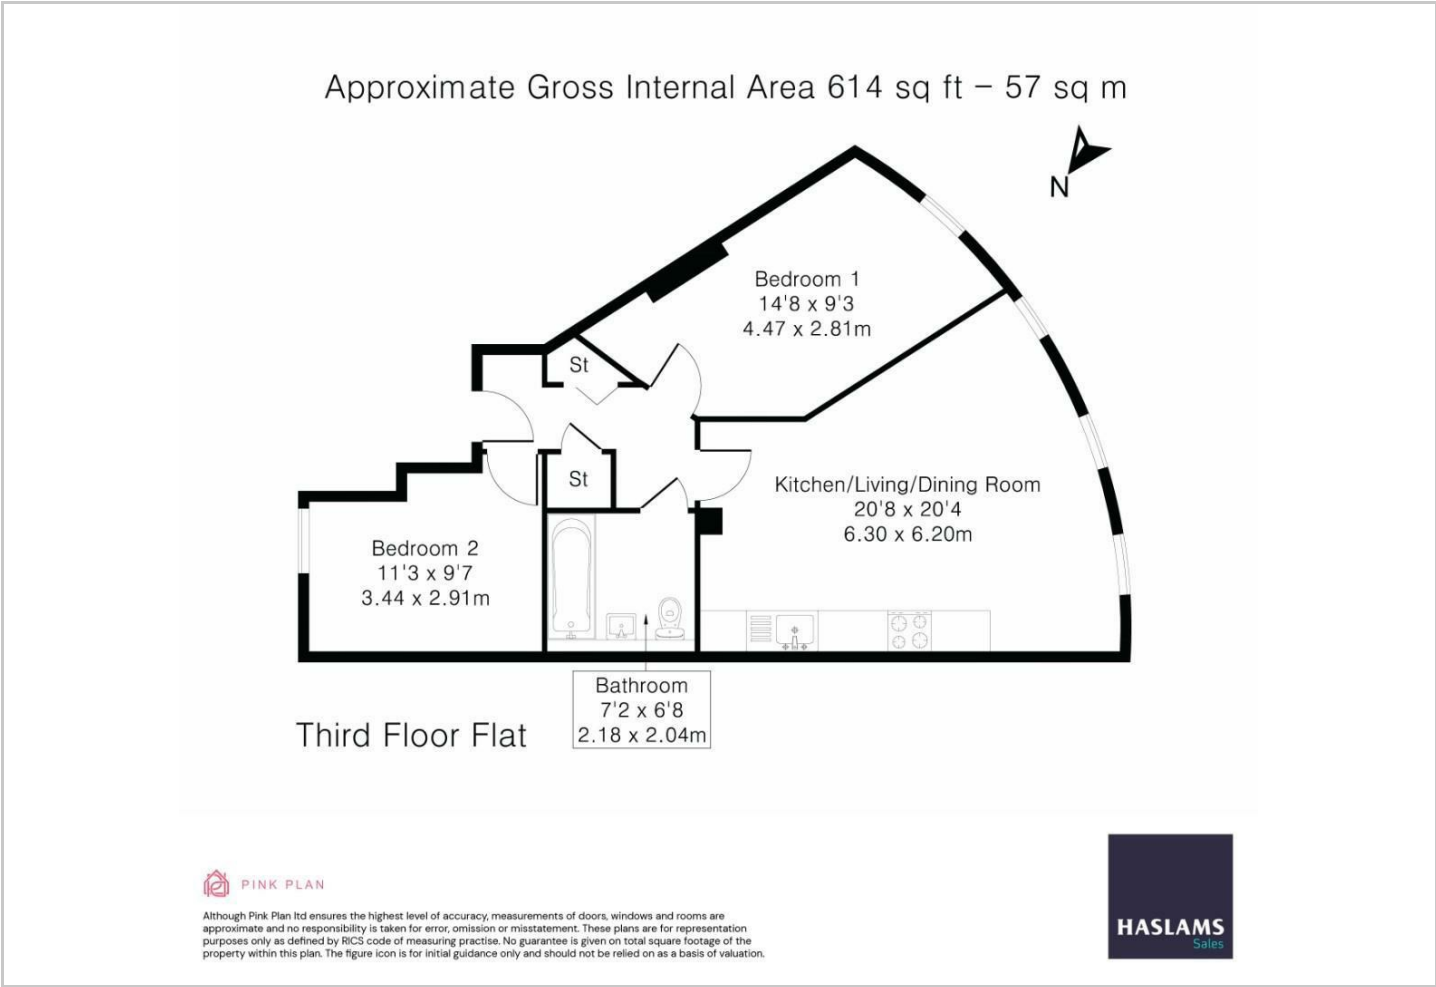 Approximate Gross Internal Area 614 sq ft – 57 sq m
N
Bedroom 1
14'8 x 9'3
4.47 x 2.81m
St
St
Kitchen/Living/Dining Room
20'8 x 20'4
6.30 x 6.20m
Bedroom 2
11'3 x 9'7
3.44 x 2.91m
Bathroom
7'2 x 6'8
2.18 x 2.04m
Third Floor Flat
PINK PLAN
Although Pink Plan ltd ensures the highest level of accuracy, measurements of doors, windows and rooms are
approximate and no responsibility is taken for error, omission or misstatement. These plans are for representation
purposes only as defined by RICS code of measuring practise. No guarantee is given on total square footage of the
property within this plan. The figure icon is for initial guidance only and should not be relied on as a basis of valuation.
HASLAMS
Sales